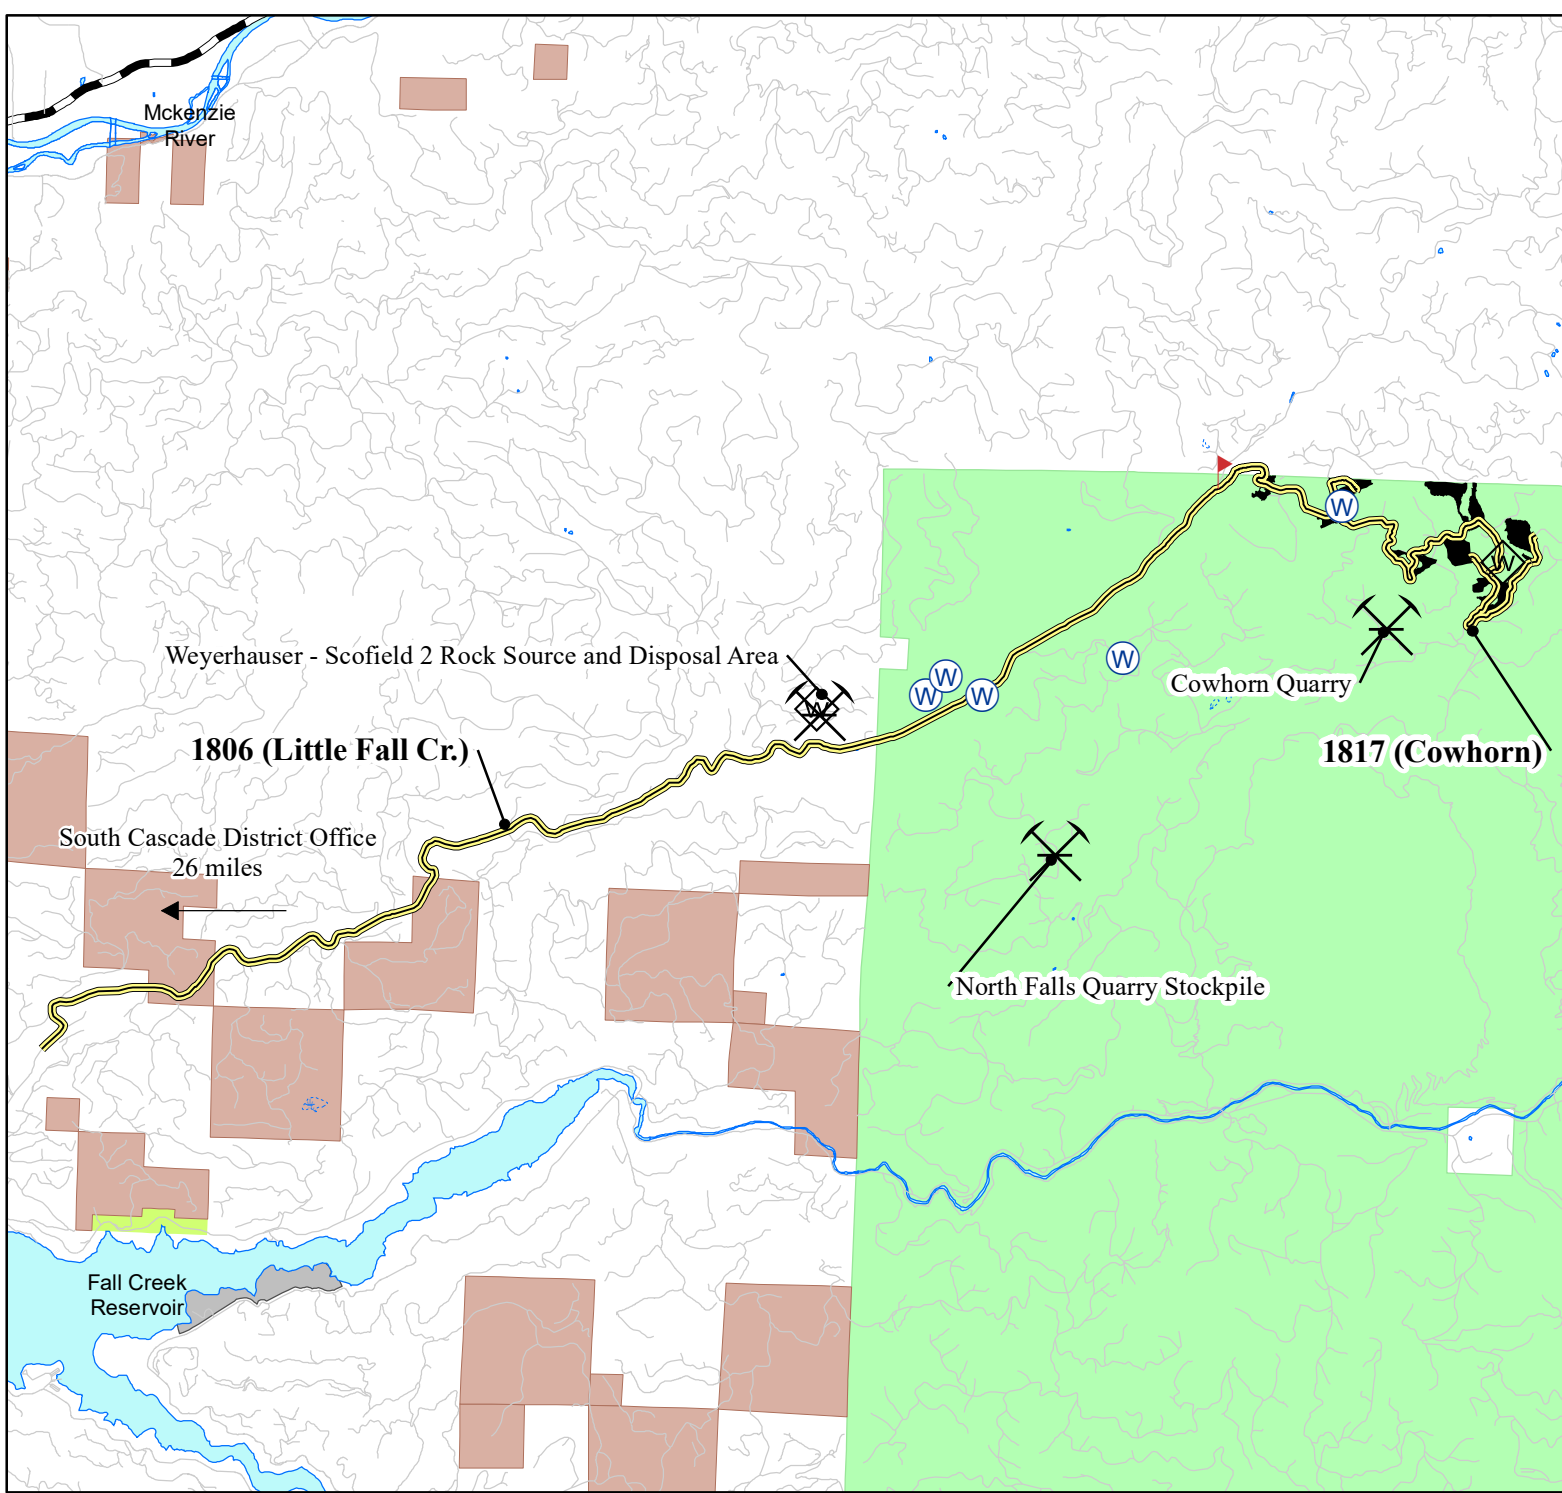 Mckenzie
River
W
Weyerhauser - Scofield 2 Rock Source and Disposal Area
W
W
W
W
W
W
Cowhorn Quarry
1806 (Little Fall Cr.)
1817 (Cowhorn)
South Cascade District Office
26 miles
North Falls Quarry Stockpile
Fall Creek
Reservoir